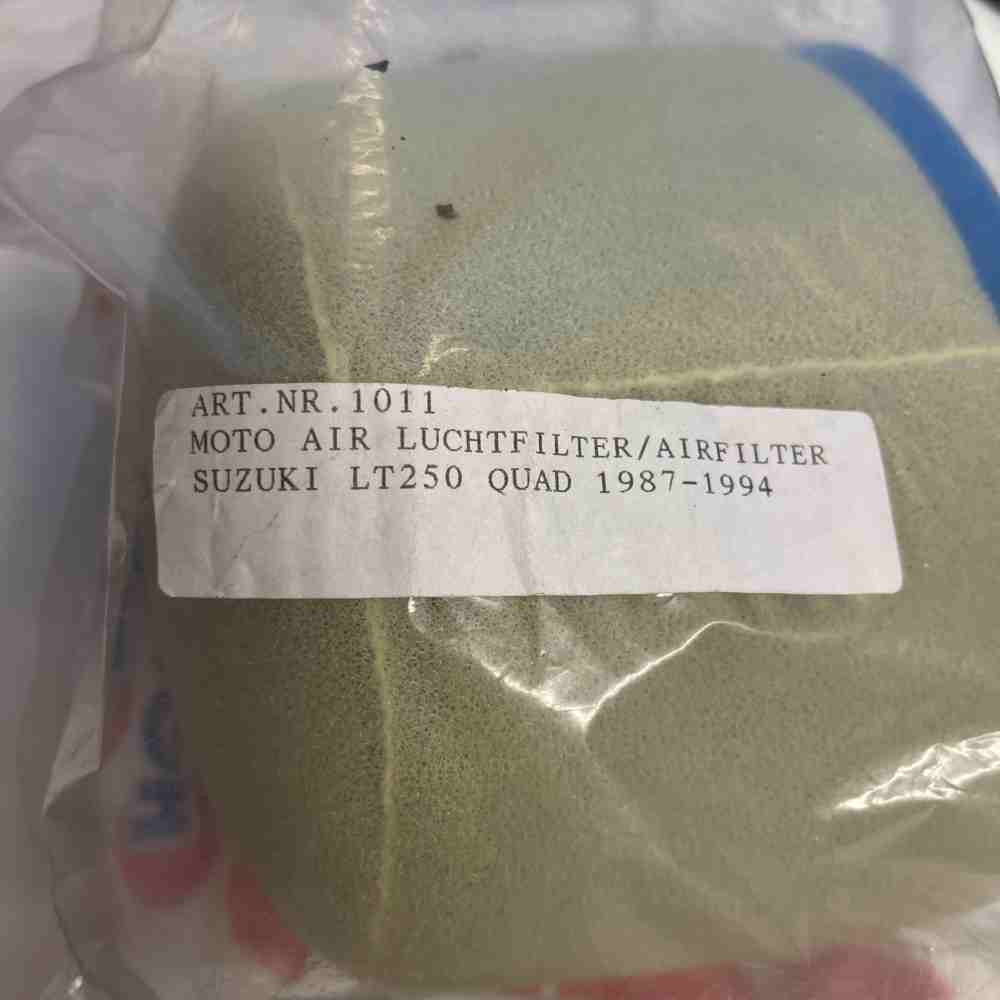 ART.NR.1011
MOTO AIR LUCHTFILTER/AIRFILTER
SUZUKI LT250 QUAD 1987-1994